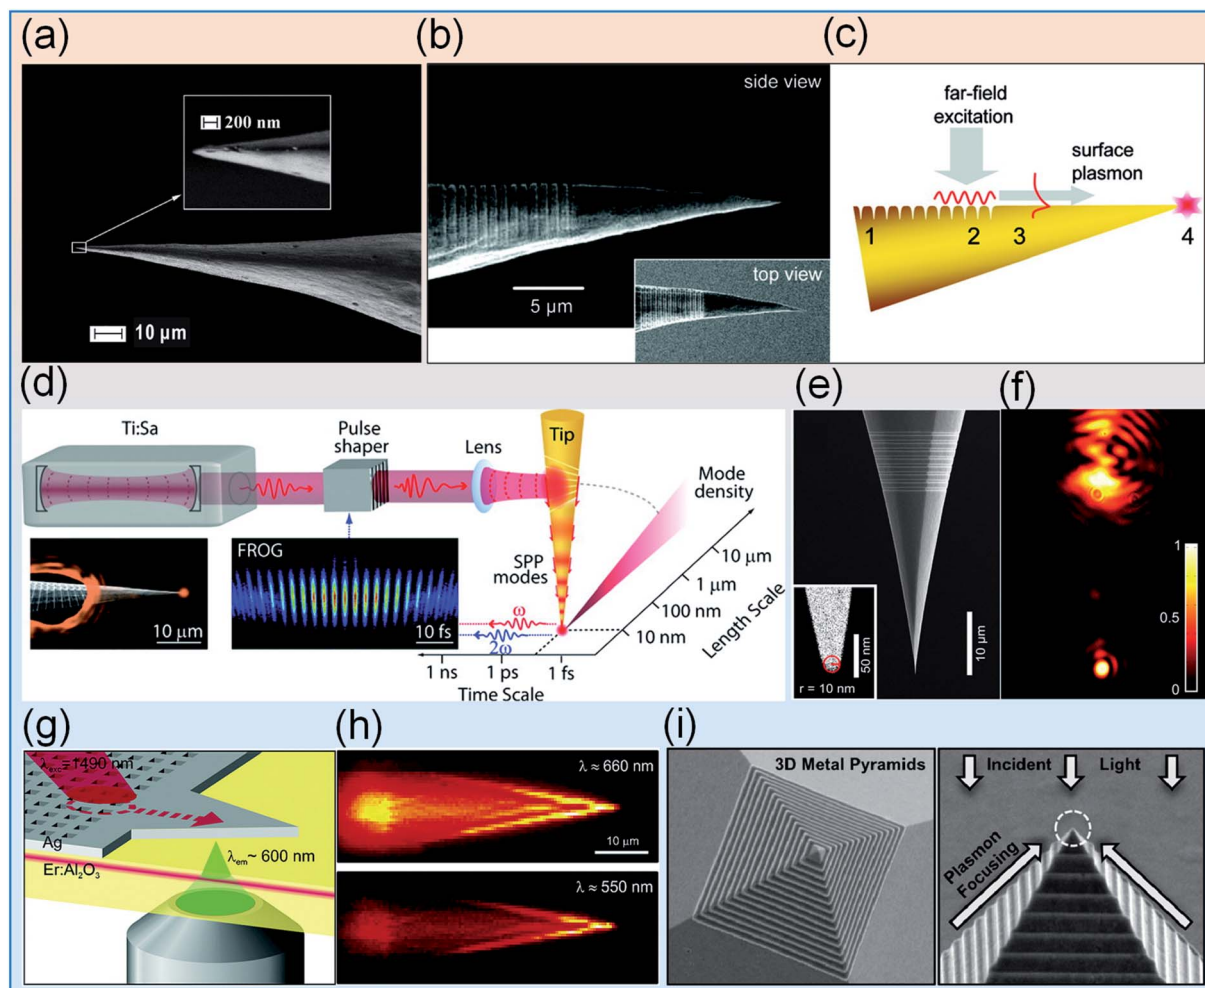 (a)
200 nm
10 µm
(b)
side view
5 µm
top view
(c)
far-field
excitation
surface
plasmon
1
2
3
4
(d)
Ti:Sa
Pulse
shaper
Lens
Tip
Mode
density
FROG
SPP
modes
10 µm
10 fs
ω
2ω
10 µm
1 µm
100 nm
10 nm
Length Scale
1 ns
1 ps
1 fs
Time Scale
(e)
50 nm
r = 10 nm
10 µm
(f)
1
0.5
0
(g)
λexc=1490 nm
Ag
λem~ 600 nm
Er:Al₂O₃
(h)
λ ≈ 660 nm
10 µm
λ ≈ 550 nm
(i)
3D Metal Pyramids
Incident
Light
Plasmon
Focusing